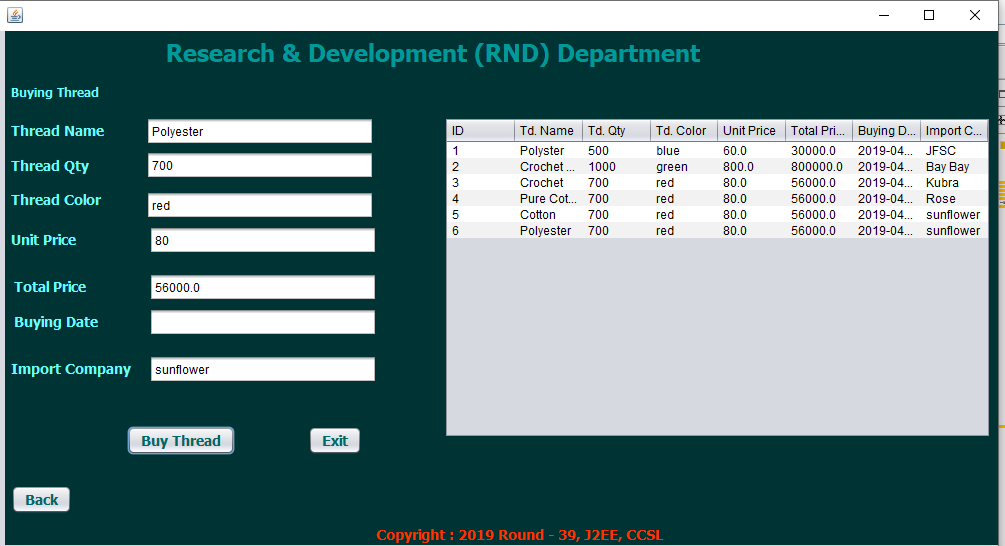 Research & Development (RND) Department
Buying Thread
Thread Name Polyester
Thread Qty 700
Thread Color red
Unit Price 80
Total Price 56000.0
Buying Date
Import Company sunflower
Buy Thread Exit
Back
ID Td. Name Td. Qty Td. Color Unit Price Total Pri... Buying D... Import C...
1 Polyster 500 blue 60.0 30000.0 2019-04... JFSC
2 Crochet ... 1000 green 800.0 800000.0 2019-04... Bay Bay
3 Crochet 700 red 80.0 56000.0 2019-04... Kubra
4 Pure Cot... 700 red 80.0 56000.0 2019-04... Rose
5 Cotton 700 red 80.0 56000.0 2019-04... sunflower
6 Polyester 700 red 80.0 56000.0 2019-04... sunflower
Copyright : 2019 Round - 39, J2EE, CCSL